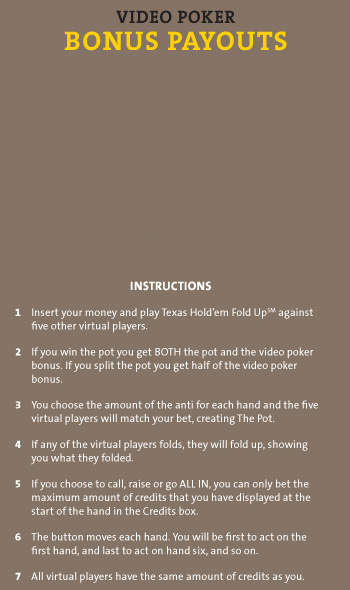 VIDEO POKER
BONUS PAYOUTS
INSTRUCTIONS
1 Insert your money and play Texas Hold'em Fold Up℠ against
five other virtual players.
2 If you win the pot you get BOTH the pot and the video poker
bonus. If you split the pot you get half of the video poker
bonus.
3 You choose the amount of the anti for each hand and the five
virtual players will match your bet, creating The Pot.
4 If any of the virtual players folds, they will fold up, showing
you what they folded.
5 If you choose to call, raise or go ALL IN, you can only bet the
maximum amount of credits that you have displayed at the
start of the hand in the Credits box.
6 The button moves each hand. You will be first to act on the
first hand, and last to act on hand six, and so on.
7 All virtual players have the same amount of credits as you.